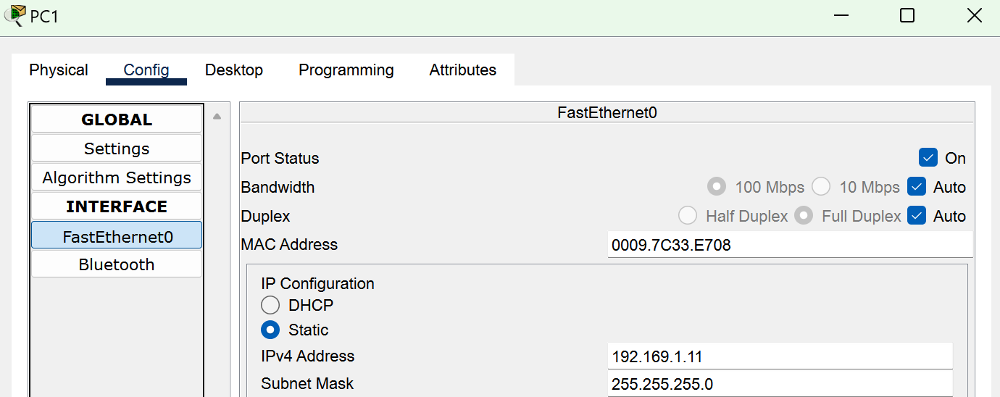 PC1
Physical Config Desktop Programming Attributes
GLOBAL
Settings
Algorithm Settings
INTERFACE
FastEthernet0
Bluetooth
FastEthernet0
Port Status On
Bandwidth 100 Mbps 10 Mbps Auto
Duplex Half Duplex Full Duplex Auto
MAC Address 0009.7C33.E708
IP Configuration
DHCP
Static
IPv4 Address 192.169.1.11
Subnet Mask 255.255.255.0